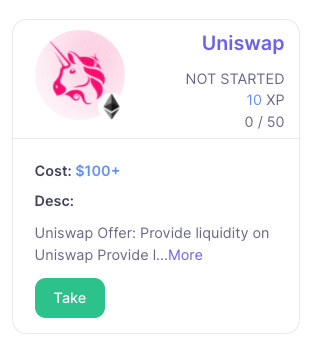 Uniswap
NOT STARTED
10 XP
0 / 50
Cost: $100+
Desc:
Uniswap Offer: Provide liquidity on
Uniswap Provide l...More
Take